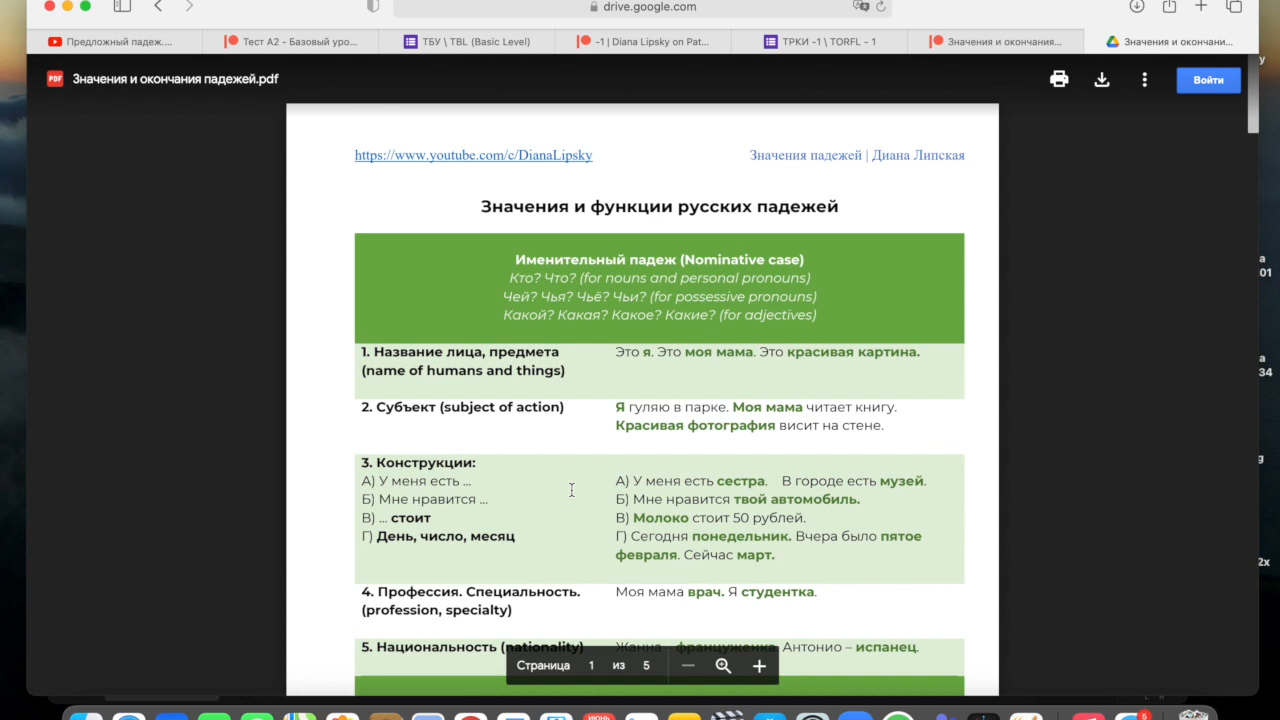 drive.google.com
Предложный падеж....
Тест А2 - Базовый уро...
ТБУ \ TBL (Basic Level)
-1 | Diana Lipsky on Pat...
ТРКИ -1 \ TORFL - 1
Значения и окончания...
Значения и окончани...
PDF
Значения и окончания падежей.pdf
Войти
https://www.youtube.com/c/DianaLipsky
Значения падежей | Диана Липская
Значения и функции русских падежей
Именительный падеж (Nominative case)
Кто? Что? (for nouns and personal pronouns)
Чей? Чья? Чьё? Чьи? (for possessive pronouns)
Какой? Какая? Какое? Какие? (for adjectives)
1. Название лица, предмета
(name of humans and things)
Это я. Это моя мама. Это красивая картина.
2. Субъект (subject of action)
Я гуляю в парке. Моя мама читает книгу.
Красивая фотография висит на стене.
3. Конструкции:
А) У меня есть ...
Б) Мне нравится ...
В) ... стоит
Г) День, число, месяц
А) У меня есть сестра. В городе есть музей.
Б) Мне нравится твой автомобиль.
В) Молоко стоит 50 рублей.
Г) Сегодня понедельник. Вчера было пятое
февраля. Сейчас март.
4. Профессия. Специальность.
(profession, specialty)
Моя мама врач. Я студентка.
5. Национальность (nationality)
Жанна – француженка. Антонио – испанец.
Страница 1 из 5
ИЮНЬ
5